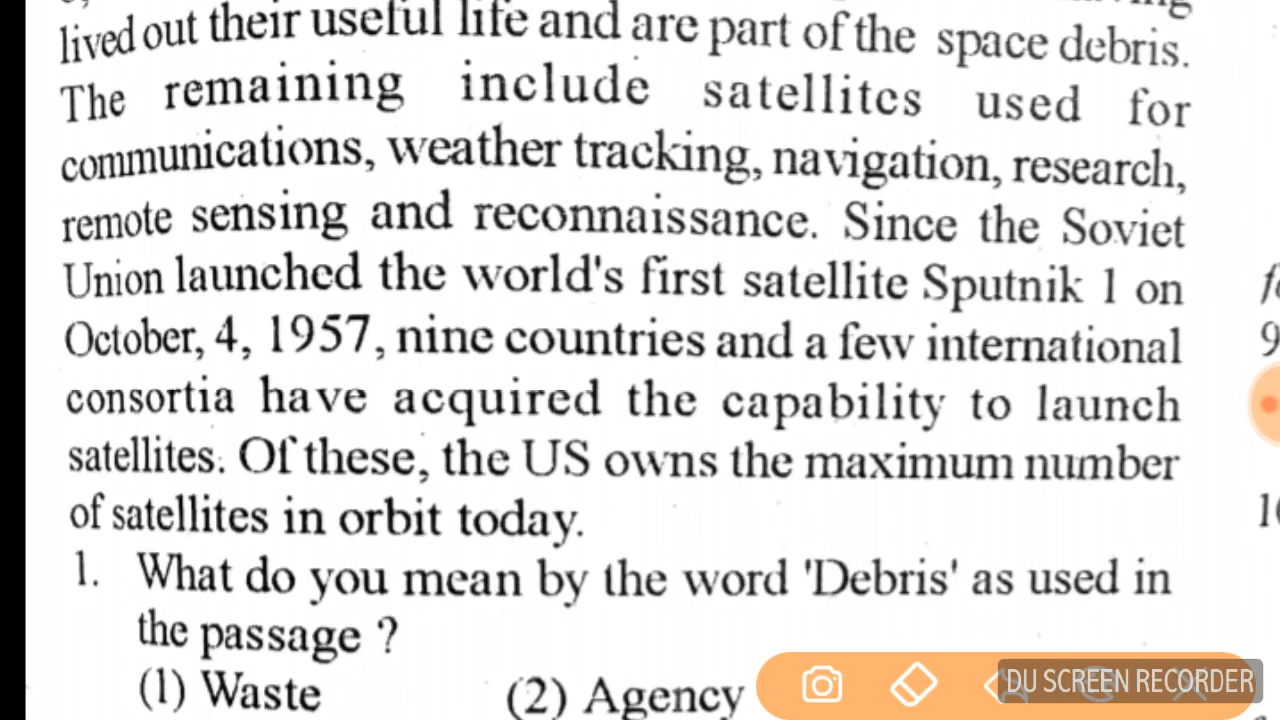 lived out their useful life and are part of the space debris.
The remaining include satellites used for
communications, weather tracking, navigation, research,
remote sensing and reconnaissance. Since the Soviet
Union launched the world's first satellite Sputnik 1 on
October, 4, 1957, nine countries and a few international
consortia have acquired the capability to launch
satellites. Of these, the US owns the maximum number
of satellites in orbit today.
1. What do you mean by the word 'Debris' as used in
the passage ?
(1) Waste (2) Agency
9
DU SCREEN RECORDER